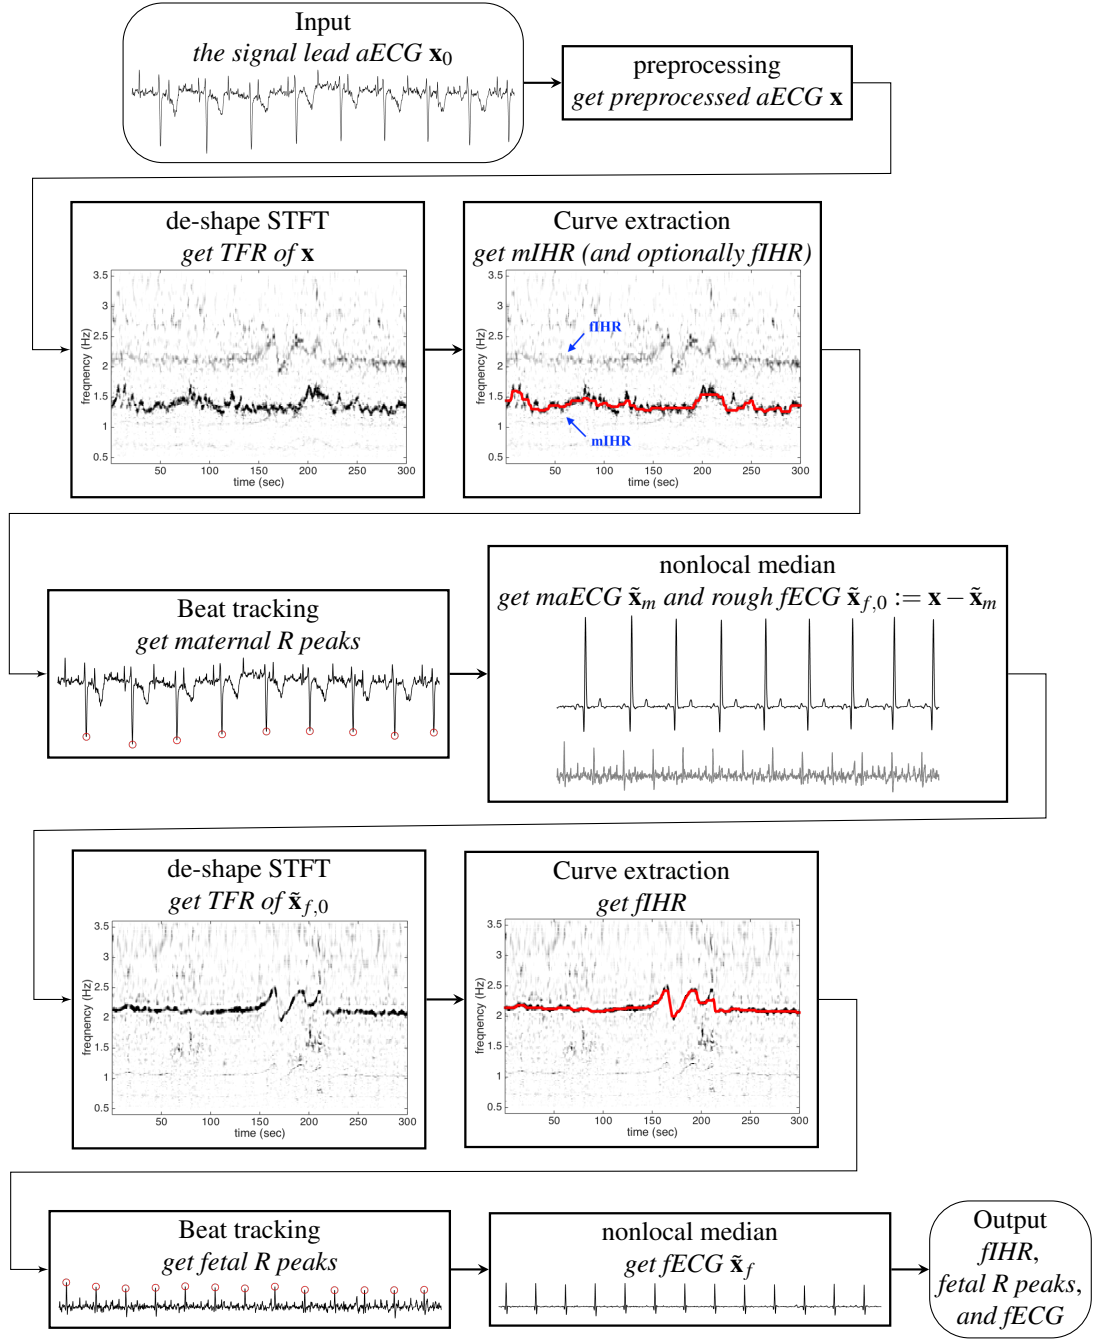 Input
the signal lead aECG x₀
preprocessing
get preprocessed aECG x
de-shape STFT
get TFR of x
3.5
3
2.5
2
1.5
1
0.5
freqnency (Hz)
50 100 150 200 250 300
time (sec)
Curve extraction
get mIHR (and optionally fIHR)
3.5
3
2.5
2
1.5
1
0.5
freqnency (Hz)
fIHR
mIHR
50 100 150 200 250 300
time (sec)
Beat tracking
get maternal R peaks
nonlocal median
get maECG x̃ₘ and rough fECG x̃_{f,0} := x − x̃ₘ
de-shape STFT
get TFR of x̃_{f,0}
3.5
3
2.5
2
1.5
1
0.5
freqnency (Hz)
50 100 150 200 250 300
time (sec)
Curve extraction
get fIHR
3.5
3
2.5
2
1.5
1
0.5
freqnency (Hz)
50 100 150 200 250 300
time (sec)
Beat tracking
get fetal R peaks
nonlocal median
get fECG x̃_f
Output
fIHR,
fetal R peaks,
and fECG